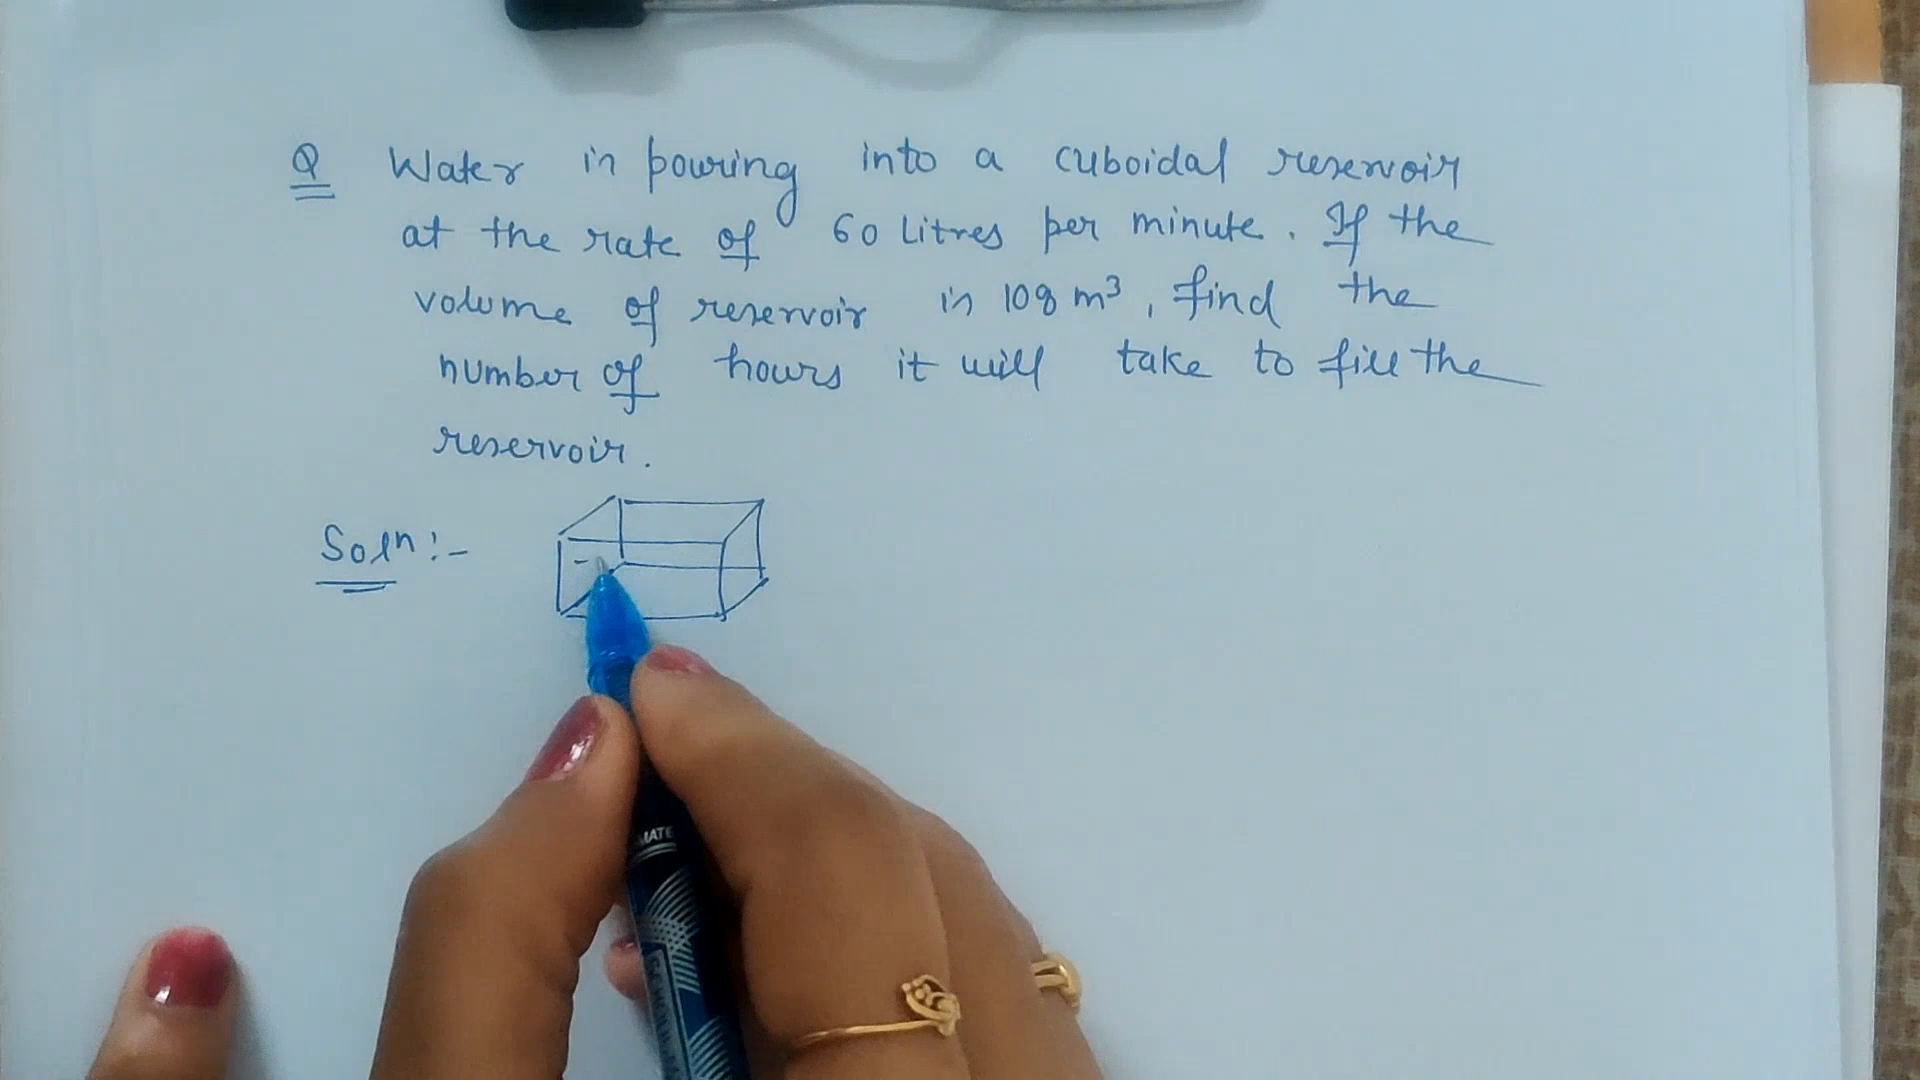 Q Water is pouring into a cuboidal reservoir
at the rate of 60 Litres per minute. If the
volume of reservoir is 108 m³, find the
number of hours it will take to fill the
reservoir.
Soln:-
MATE